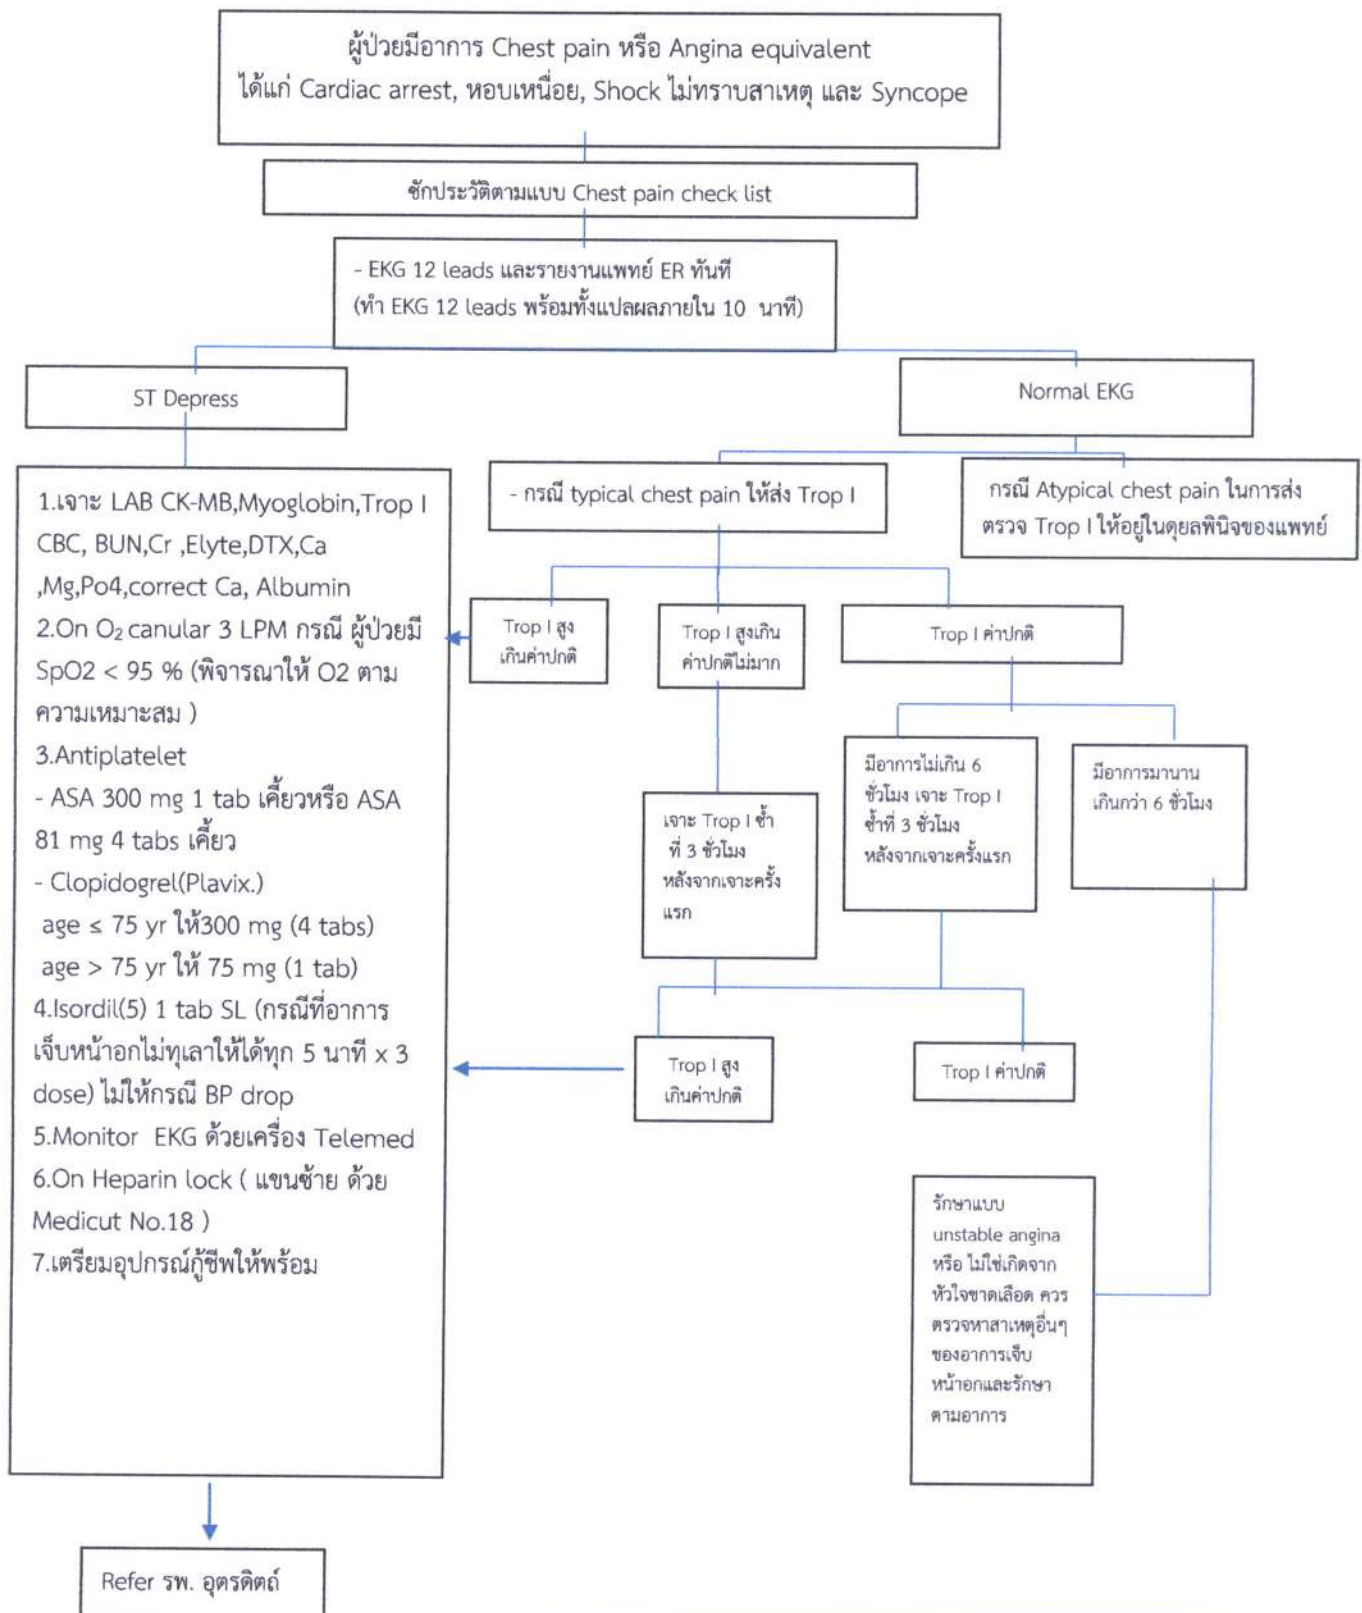 ผู้ป่วยมีอาการ Chest pain หรือ Angina equivalent
ได้แก่ Cardiac arrest, หอบเหนื่อย, Shock ไม่ทราบสาเหตุ และ Syncope
ซักประวัติตามแบบ Chest pain check list
- EKG 12 leads และรายงานแพทย์ ER ทันที
(ทำ EKG 12 leads พร้อมทั้งแปลผลภายใน 10 นาที)
ST Depress
Normal EKG
1.เจาะ LAB CK-MB,Myoglobin,Trop I
CBC, BUN,Cr ,Elyte,DTX,Ca
,Mg,Po4,correct Ca, Albumin
2.On O₂ canular 3 LPM กรณี ผู้ป่วยมี
SpO2 < 95 % (พิจารณาให้ O2 ตาม
ความเหมาะสม )
3.Antiplatelet
- ASA 300 mg 1 tab เคี้ยวหรือ ASA
81 mg 4 tabs เคี้ยว
- Clopidogrel(Plavix.)
age ≤ 75 yr ให้300 mg (4 tabs)
age > 75 yr ให้ 75 mg (1 tab)
4.Isordil(5) 1 tab SL (กรณีที่อาการ
เจ็บหน้าอกไม่ทุเลาให้ได้ทุก 5 นาที x 3
dose) ไม่ให้กรณี BP drop
5.Monitor EKG ด้วยเครื่อง Telemed
6.On Heparin lock ( แขนซ้าย ด้วย
Medicut No.18 )
7.เตรียมอุปกรณ์กู้ชีพให้พร้อม
- กรณี typical chest pain ให้ส่ง Trop I
กรณี Atypical chest pain ในการส่ง
ตรวจ Trop I ให้อยู่ในดุยลพินิจของแพทย์
Trop I สูง
เกินค่าปกติ
Trop I สูงเกิน
ค่าปกติไม่มาก
Trop I ค่าปกติ
เจาะ Trop I ซ้ำ
ที่ 3 ชั่วโมง
หลังจากเจาะครั้ง
แรก
มีอาการไม่เกิน 6
ชั่วโมง เจาะ Trop I
ซ้ำที่ 3 ชั่วโมง
หลังจากเจาะครั้งแรก
มีอาการมานาน
เกินกว่า 6 ชั่วโมง
Trop I สูง
เกินค่าปกติ
Trop I ค่าปกติ
รักษาแบบ
unstable angina
หรือ ไม่ใช่เกิดจาก
หัวใจขาดเลือด ควร
ตรวจหาสาเหตุอื่นๆ
ของอาการเจ็บ
หน้าอกและรักษา
ตามอาการ
Refer รพ. อุตรดิตถ์